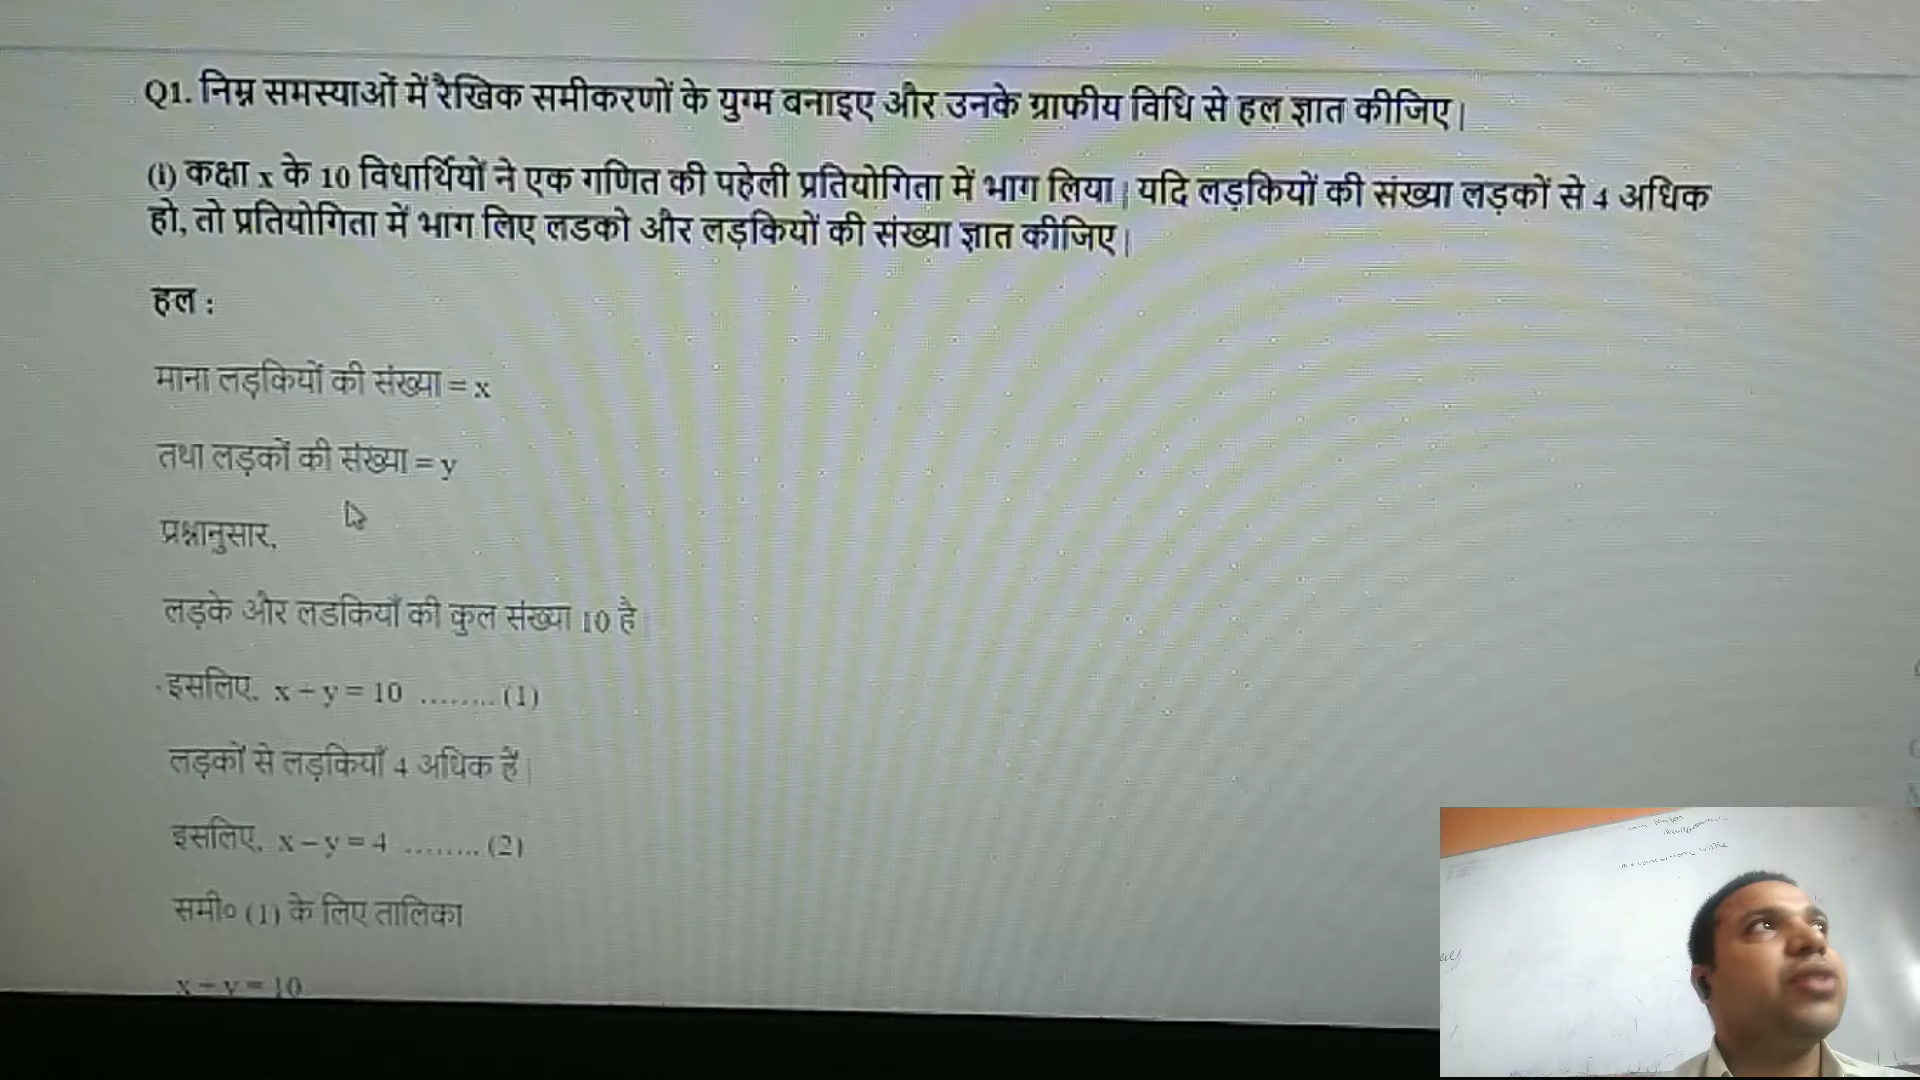 Q1. निम्न समस्याओं में रैखिक समीकरणों के युग्म बनाइए और उनके ग्राफीय विधि से हल ज्ञात कीजिए |
(i) कक्षा x के 10 विधार्थियों ने एक गणित की पहेली प्रतियोगिता में भाग लिया | यदि लड़कियों की संख्या लड़कों से 4 अधिक
हो, तो प्रतियोगिता में भाग लिए लडको और लड़कियों की संख्या ज्ञात कीजिए |
हल :
माना लड़कियों की संख्या = x
तथा लड़कों की संख्या = y
प्रश्नानुसार,
लड़के और लडकियाँ की कुल संख्या 10 है |
इसलिए, x + y = 10 ........ (1)
लड़कों से लड़कियाँ 4 अधिक हैं |
इसलिए, x – y = 4 ........ (2)
समी० (1) के लिए तालिका
x + y = 10